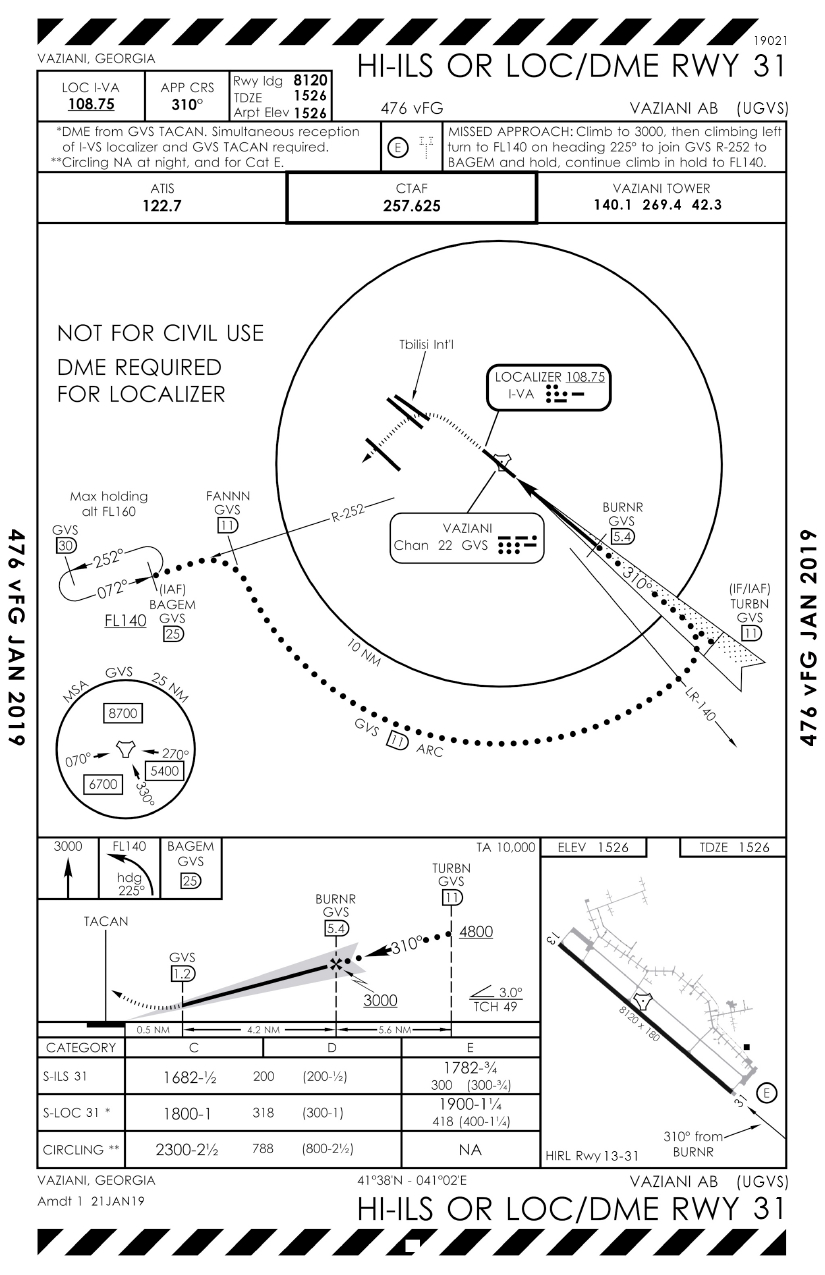 19021
VAZIANI, GEORGIA
HI-ILS OR LOC/DME RWY 31
LOC I-VA
108.75
APP CRS
310°
Rwy ldg 8120
TDZE 1526
Arpt Elev 1526
476 vFG
VAZIANI AB (UGVS)
*DME from GVS TACAN. Simultaneous reception
of I-VS localizer and GVS TACAN required.
**Circling NA at night, and for Cat E.
E
MISSED APPROACH: Climb to 3000, then climbing left
turn to FL140 on heading 225° to join GVS R-252 to
BAGEM and hold, continue climb in hold to FL140.
ATIS
122.7
CTAF
257.625
VAZIANI TOWER
140.1 269.4 42.3
NOT FOR CIVIL USE
DME REQUIRED
FOR LOCALIZER
Tbilisi Int'l
LOCALIZER 108.75
I-VA
Max holding
alt FL160
GVS
30
252°
072°
FL140
(IAF)
BAGEM
GVS
25
FANNN
GVS
11
R-252
VAZIANI
Chan 22 GVS
BURNR
GVS
5.4
310°
(IF/IAF)
TURBN
GVS
11
10 NM
LR-140
GVS 11 ARC
MSA GVS 25 NM
8700
070°
270°
5400
6700
330°
476 vFG JAN 2019
476 vFG JAN 2019
3000
FL140
hdg
225°
BAGEM
GVS
25
TA 10,000
TACAN
GVS
1.2
BURNR
GVS
5.4
TURBN
GVS
11
310°
4800
3000
3.0°
TCH 49
0.5 NM
4.2 NM
5.6 NM
CATEGORY C D E
S-ILS 31 1682-½ 200 (200-½) 1782-¾
300 (300-¾)
S-LOC 31 * 1800-1 318 (300-1) 1900-1¼
418 (400-1¼)
CIRCLING ** 2300-2½ 788 (800-2½) NA
ELEV 1526
TDZE 1526
13
8120 x 180
31
E
310° from
BURNR
HIRL Rwy 13-31
VAZIANI, GEORGIA
41°38'N - 041°02'E
VAZIANI AB (UGVS)
Amdt 1 21JAN19
HI-ILS OR LOC/DME RWY 31